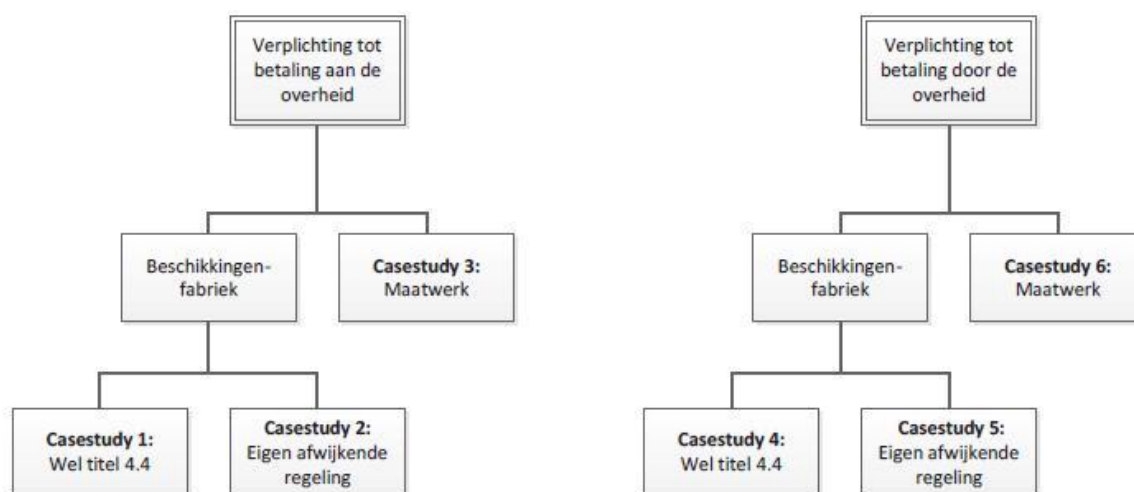 Verplichting tot
betaling aan de
overheid
Beschikkingen-
fabriek
Casestudy 3:
Maatwerk
Casestudy 1:
Wel titel 4.4
Casestudy 2:
Eigen afwijkende
regeling
Verplichting tot
betaling door de
overheid
Beschikkingen-
fabriek
Casestudy 6:
Maatwerk
Casestudy 4:
Wel titel 4.4
Casestudy 5:
Eigen afwijkende
regeling